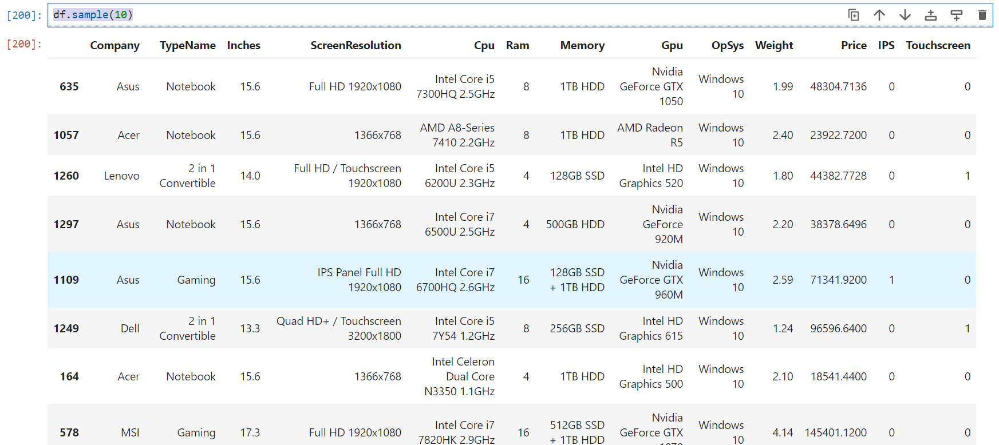 [200]: df.sample(10)
[200]: Company TypeName Inches ScreenResolution Cpu Ram Memory Gpu OpSys Weight Price IPS Touchscreen
635 Asus Notebook 15.6 Full HD 1920x1080 Intel Core i5 7300HQ 2.5GHz 8 1TB HDD Nvidia GeForce GTX 1050 Windows 10 1.99 48304.7136 0 0
1057 Acer Notebook 15.6 1366x768 AMD A8-Series 7410 2.2GHz 8 1TB HDD AMD Radeon R5 Windows 10 2.40 23922.7200 0 0
1260 Lenovo 2 in 1 Convertible 14.0 Full HD / Touchscreen 1920x1080 Intel Core i5 6200U 2.3GHz 4 128GB SSD Intel HD Graphics 520 Windows 10 1.80 44382.7728 0 1
1297 Asus Notebook 15.6 1366x768 Intel Core i7 6500U 2.5GHz 4 500GB HDD Nvidia GeForce 920M Windows 10 2.20 38378.6496 0 0
1109 Asus Gaming 15.6 IPS Panel Full HD 1920x1080 Intel Core i7 6700HQ 2.6GHz 16 128GB SSD + 1TB HDD Nvidia GeForce GTX 960M Windows 10 2.59 71341.9200 1 0
1249 Dell 2 in 1 Convertible 13.3 Quad HD+ / Touchscreen 3200x1800 Intel Core i5 7Y54 1.2GHz 8 256GB SSD Intel HD Graphics 615 Windows 10 1.24 96596.6400 0 1
164 Acer Notebook 15.6 1366x768 Intel Celeron Dual Core N3350 1.1GHz 4 1TB HDD Intel HD Graphics 500 Windows 10 2.10 18541.4400 0 0
578 MSI Gaming 17.3 Full HD 1920x1080 Intel Core i7 7820HK 2.9GHz 16 512GB SSD + 1TB HDD Nvidia GeForce GTX Windows 10 4.14 145401.1200 0 0